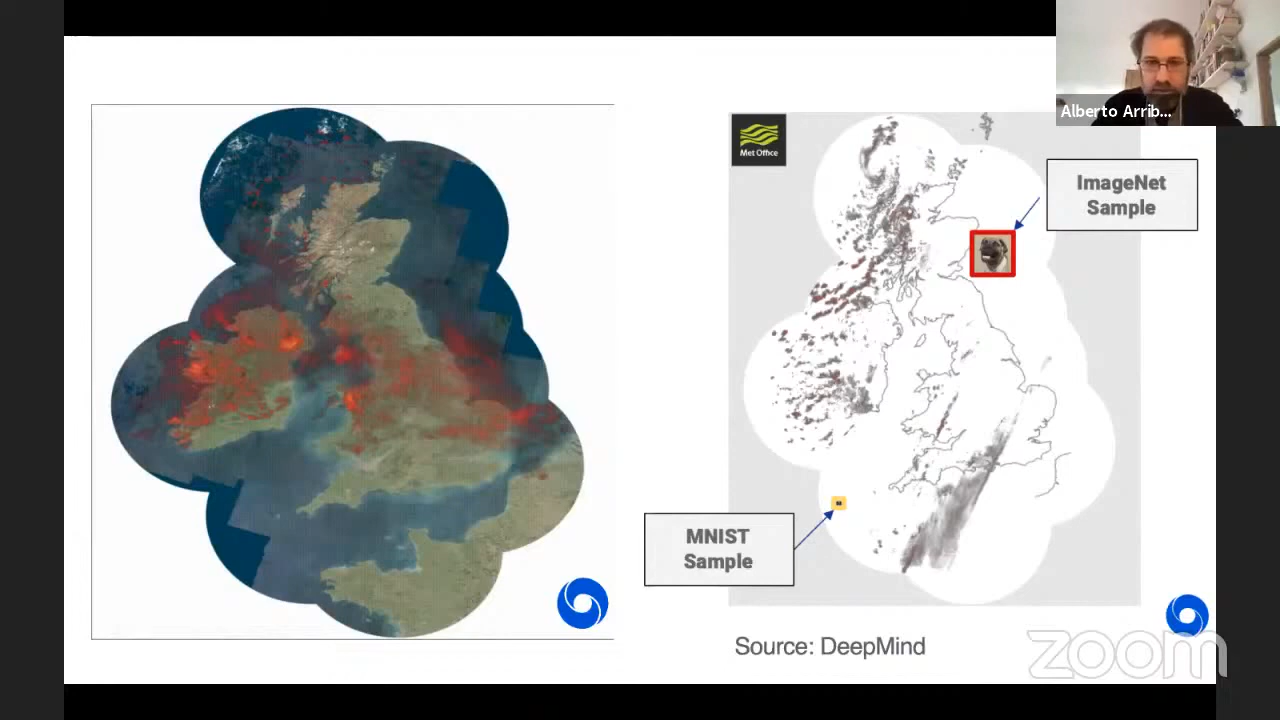 Alberto Arrib...
Met Office
ImageNet
Sample
MNIST
Sample
Source: DeepMind
zoom